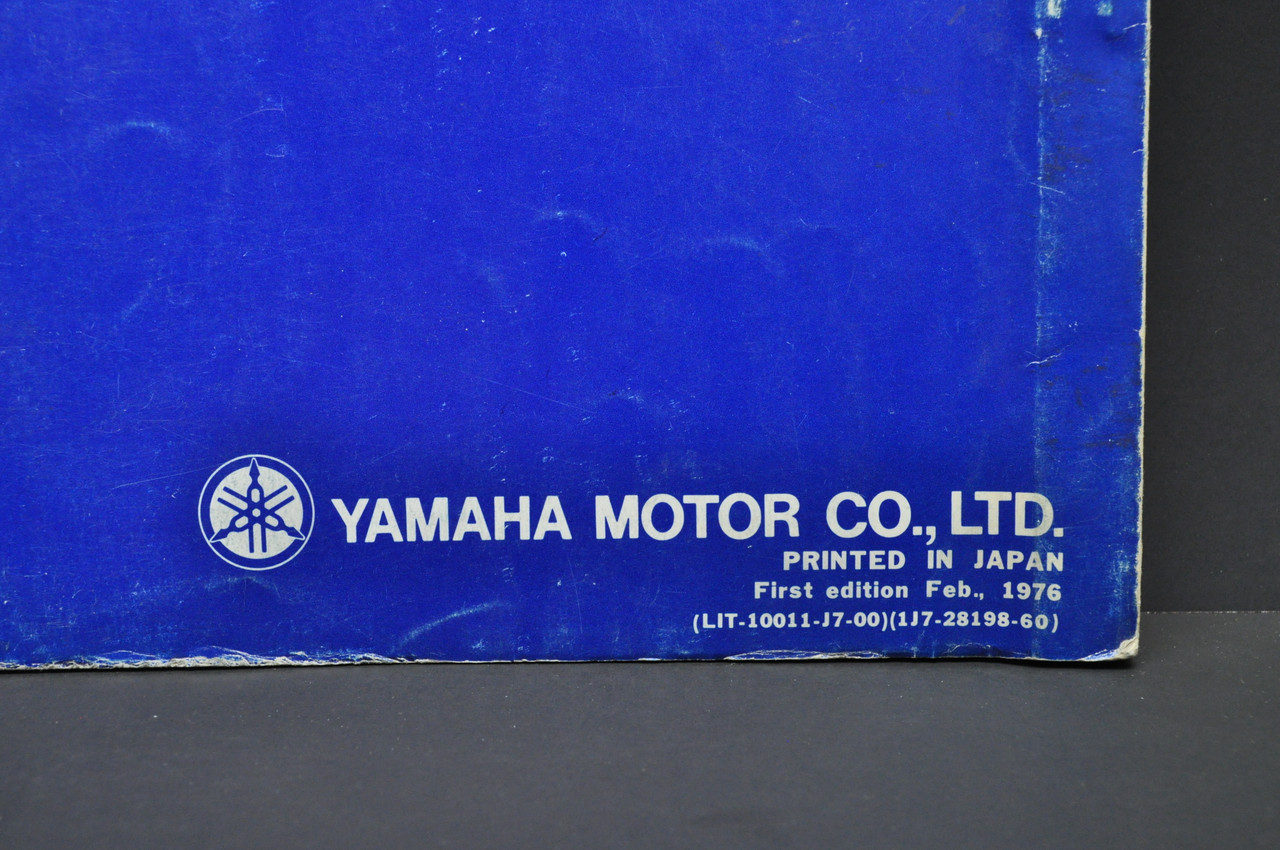 YAMAHA MOTOR CO., LTD.
PRINTED IN JAPAN
First edition Feb., 1976
(LIT-10011-J7-00)(1J7-28198-60)